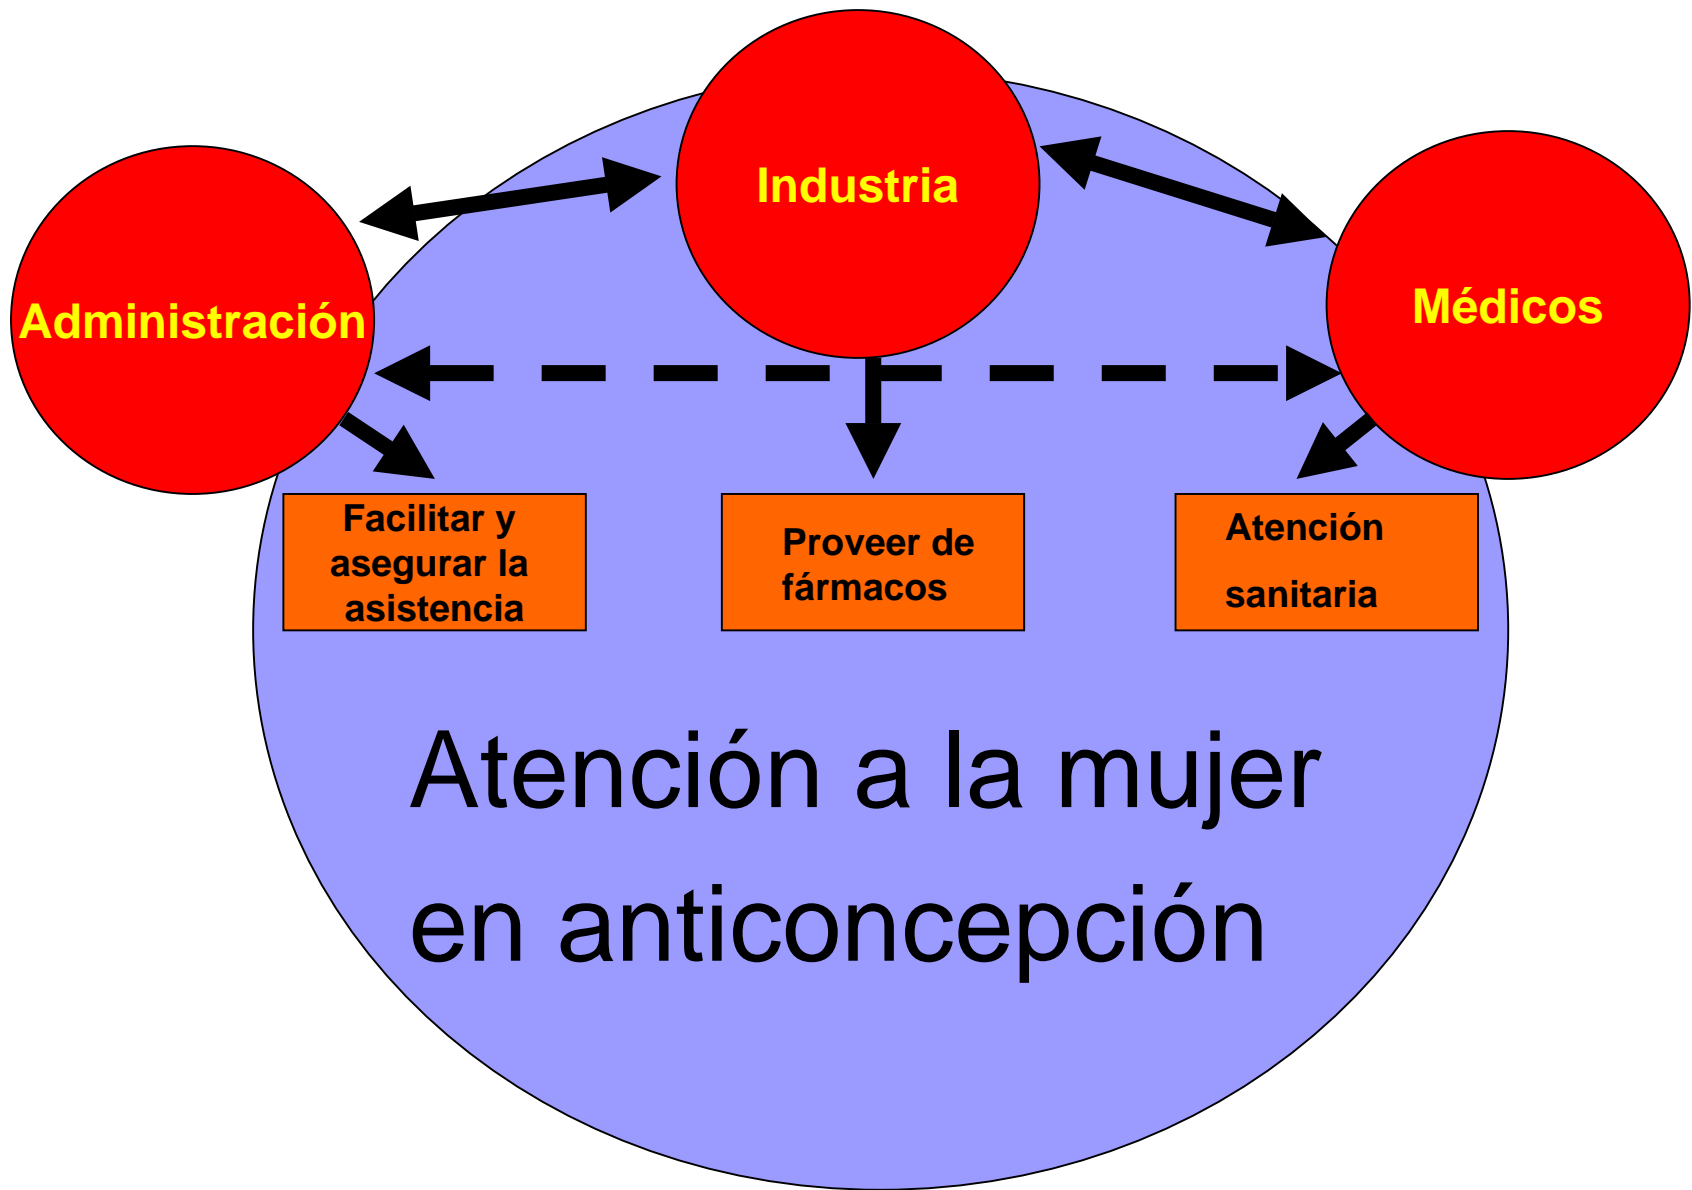 Industria
Médicos
Administración
Facilitar y
asegurar la
asistencia
Proveer de
fármacos
Atención
sanitaria
Atención a la mujer
en anticoncepción